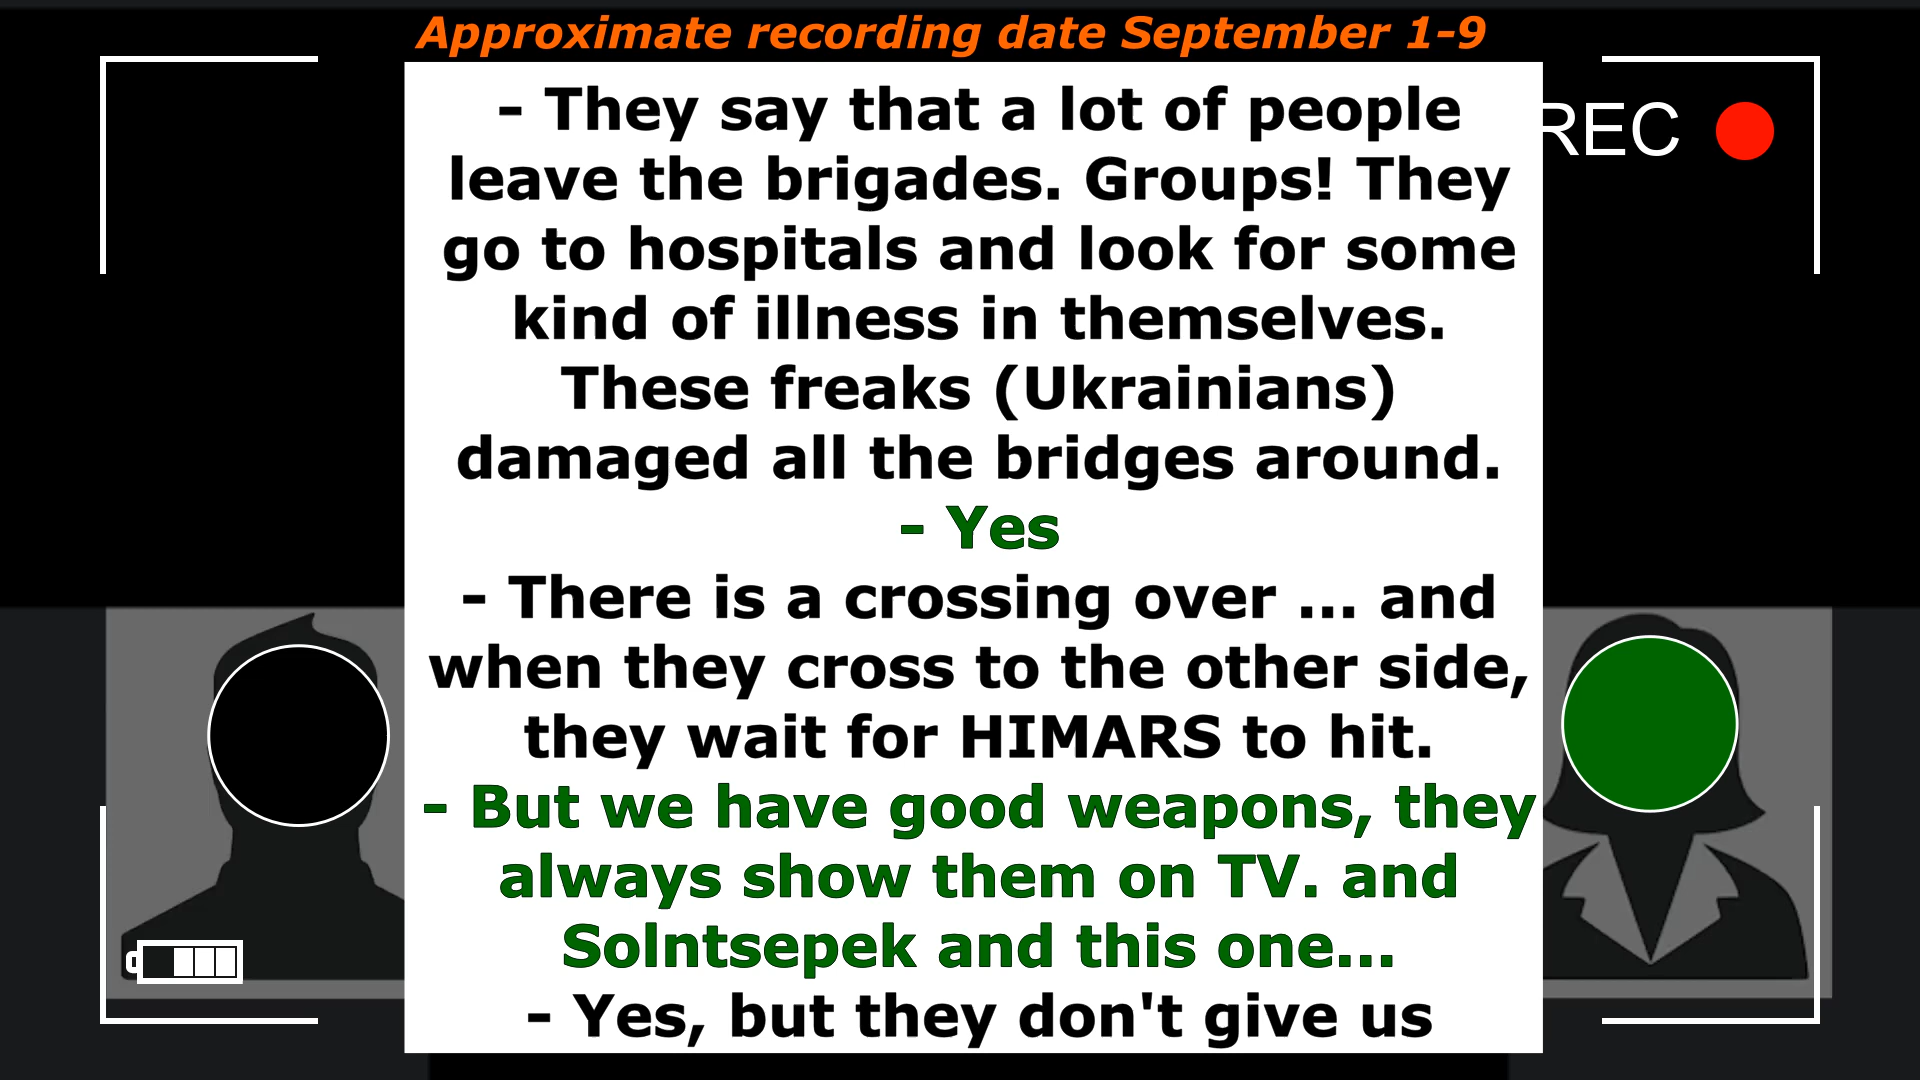 Approximate recording date September 1-9
- They say that a lot of people
leave the brigades. Groups! They
go to hospitals and look for some
kind of illness in themselves.
These freaks (Ukrainians)
damaged all the bridges around.
- Yes
- There is a crossing over ... and
when they cross to the other side,
they wait for HIMARS to hit.
- But we have good weapons, they
always show them on TV. and
Solntsepek and this one...
- Yes, but they don't give us
REC